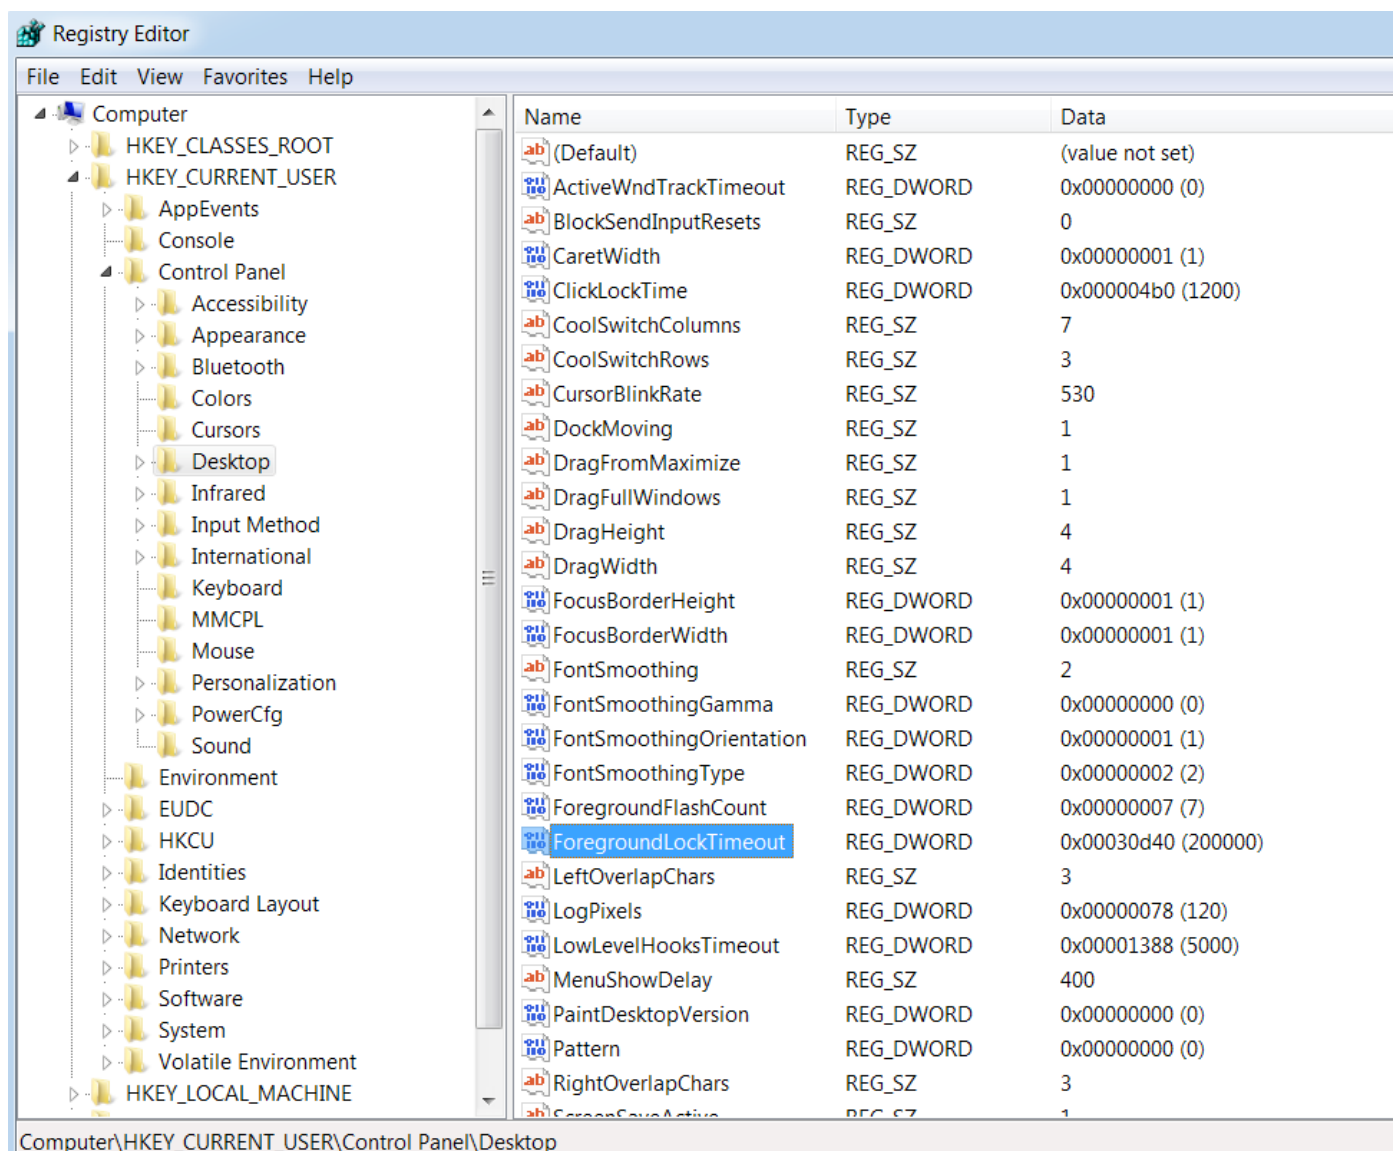 Registry Editor
File Edit View Favorites Help
Computer
HKEY_CLASSES_ROOT
HKEY_CURRENT_USER
AppEvents
Console
Control Panel
Accessibility
Appearance
Bluetooth
Colors
Cursors
Desktop
Infrared
Input Method
International
Keyboard
MMCPL
Mouse
Personalization
PowerCfg
Sound
Environment
EUDC
HKCU
Identities
Keyboard Layout
Network
Printers
Software
System
Volatile Environment
HKEY_LOCAL_MACHINE
Name Type Data
(Default) REG_SZ (value not set)
ActiveWndTrackTimeout REG_DWORD 0x00000000 (0)
BlockSendInputResets REG_SZ 0
CaretWidth REG_DWORD 0x00000001 (1)
ClickLockTime REG_DWORD 0x000004b0 (1200)
CoolSwitchColumns REG_SZ 7
CoolSwitchRows REG_SZ 3
CursorBlinkRate REG_SZ 530
DockMoving REG_SZ 1
DragFromMaximize REG_SZ 1
DragFullWindows REG_SZ 1
DragHeight REG_SZ 4
DragWidth REG_SZ 4
FocusBorderHeight REG_DWORD 0x00000001 (1)
FocusBorderWidth REG_DWORD 0x00000001 (1)
FontSmoothing REG_SZ 2
FontSmoothingGamma REG_DWORD 0x00000000 (0)
FontSmoothingOrientation REG_DWORD 0x00000001 (1)
FontSmoothingType REG_DWORD 0x00000002 (2)
ForegroundFlashCount REG_DWORD 0x00000007 (7)
ForegroundLockTimeout REG_DWORD 0x00030d40 (200000)
LeftOverlapChars REG_SZ 3
LogPixels REG_DWORD 0x00000078 (120)
LowLevelHooksTimeout REG_DWORD 0x00001388 (5000)
MenuShowDelay REG_SZ 400
PaintDesktopVersion REG_DWORD 0x00000000 (0)
Pattern REG_DWORD 0x00000000 (0)
RightOverlapChars REG_SZ 3
ScreenSaveActive REG_SZ 1
Computer\HKEY_CURRENT_USER\Control Panel\Desktop